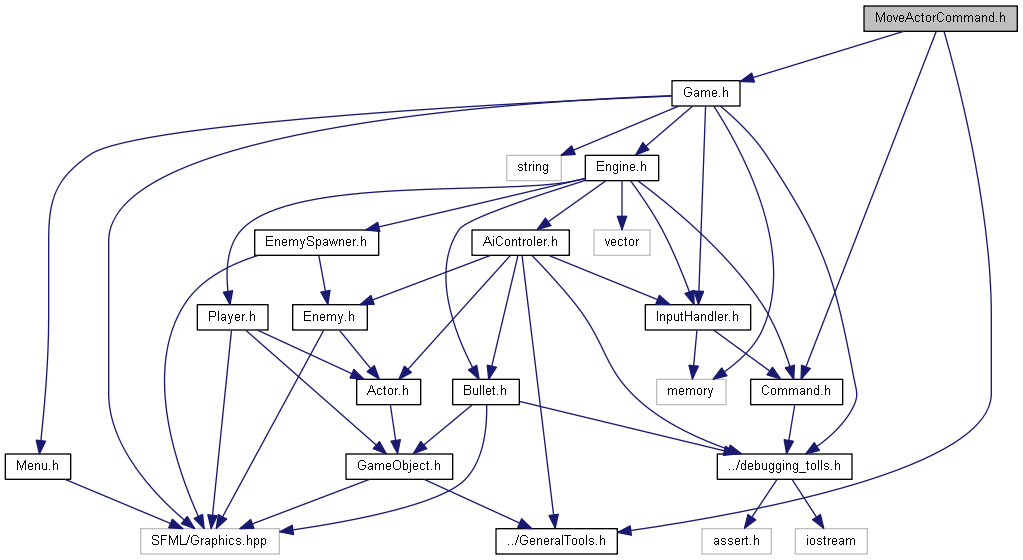 MoveActorCommand.h
Game.h
string
Engine.h
EnemySpawner.h
AiControler.h
vector
Player.h
Enemy.h
InputHandler.h
Actor.h
Bullet.h
memory
Command.h
Menu.h
GameObject.h
../debugging_tolls.h
SFML/Graphics.hpp
../GeneralTools.h
assert.h
iostream